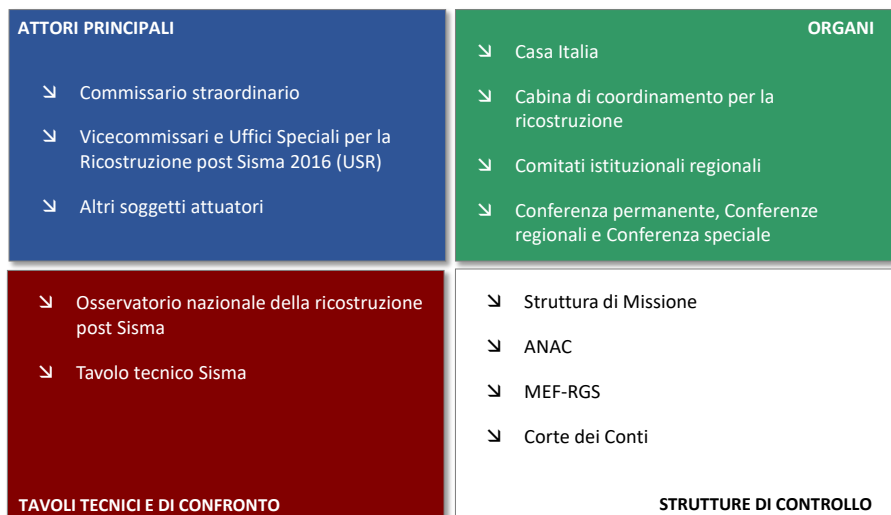 ATTORI PRINCIPALI
↘ Commissario straordinario
↘ Vicecommissari e Uffici Speciali per la
Ricostruzione post Sisma 2016 (USR)
↘ Altri soggetti attuatori
ORGANI
↘ Casa Italia
↘ Cabina di coordinamento per la
ricostruzione
↘ Comitati istituzionali regionali
↘ Conferenza permanente, Conferenze
regionali e Conferenza speciale
↘ Osservatorio nazionale della ricostruzione
post Sisma
↘ Tavolo tecnico Sisma
TAVOLI TECNICI E DI CONFRONTO
↘ Struttura di Missione
↘ ANAC
↘ MEF-RGS
↘ Corte dei Conti
STRUTTURE DI CONTROLLO